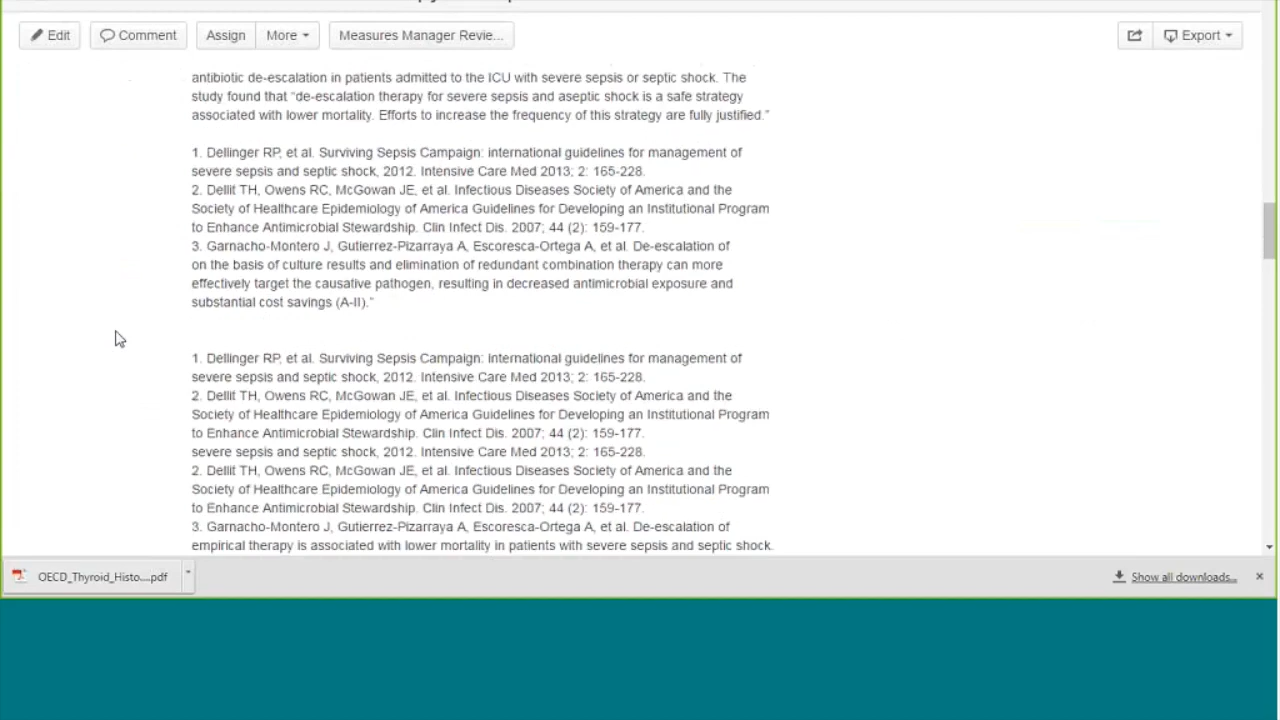 Edit
Comment
Assign
More
Measures Manager Revie...
Export
antibiotic de-escalation in patients admitted to the ICU with severe sepsis or septic shock. The
study found that “de-escalation therapy for severe sepsis and aseptic shock is a safe strategy
associated with lower mortality. Efforts to increase the frequency of this strategy are fully justified.”
1. Dellinger RP, et al. Surviving Sepsis Campaign: international guidelines for management of
severe sepsis and septic shock, 2012. Intensive Care Med 2013; 2: 165-228.
2. Dellit TH, Owens RC, McGowan JE, et al. Infectious Diseases Society of America and the
Society of Healthcare Epidemiology of America Guidelines for Developing an Institutional Program
to Enhance Antimicrobial Stewardship. Clin Infect Dis. 2007; 44 (2): 159-177.
3. Garnacho-Montero J, Gutierrez-Pizarraya A, Escoresca-Ortega A, et al. De-escalation of
on the basis of culture results and elimination of redundant combination therapy can more
effectively target the causative pathogen, resulting in decreased antimicrobial exposure and
substantial cost savings (A-II).”
1. Dellinger RP, et al. Surviving Sepsis Campaign: international guidelines for management of
severe sepsis and septic shock, 2012. Intensive Care Med 2013; 2: 165-228.
2. Dellit TH, Owens RC, McGowan JE, et al. Infectious Diseases Society of America and the
Society of Healthcare Epidemiology of America Guidelines for Developing an Institutional Program
to Enhance Antimicrobial Stewardship. Clin Infect Dis. 2007; 44 (2): 159-177.
severe sepsis and septic shock, 2012. Intensive Care Med 2013; 2: 165-228.
2. Dellit TH, Owens RC, McGowan JE, et al. Infectious Diseases Society of America and the
Society of Healthcare Epidemiology of America Guidelines for Developing an Institutional Program
to Enhance Antimicrobial Stewardship. Clin Infect Dis. 2007; 44 (2): 159-177.
3. Garnacho-Montero J, Gutierrez-Pizarraya A, Escoresca-Ortega A, et al. De-escalation of
empirical therapy is associated with lower mortality in patients with severe sepsis and septic shock.
OECD_Thyroid_Histo....pdf
Show all downloads...